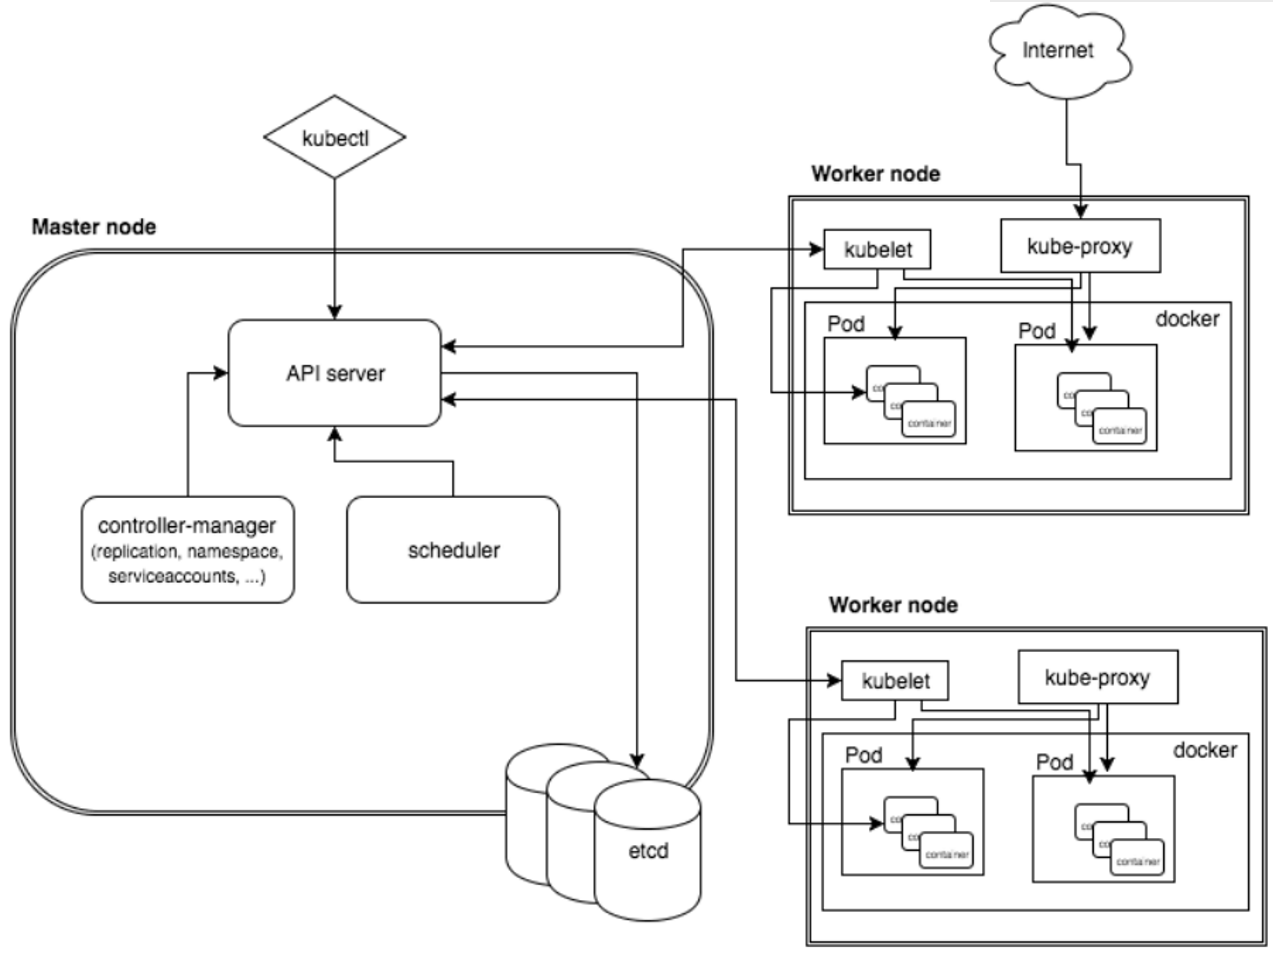 Internet
kubectl
Worker node
Master node
kubelet
kube-proxy
docker
Pod
Pod
API server
co
co
container
co
co
container
controller-manager
(replication, namespace,
serviceaccounts, ...)
scheduler
Worker node
kubelet
kube-proxy
docker
Pod
Pod
co
co
container
co
co
container
etcd